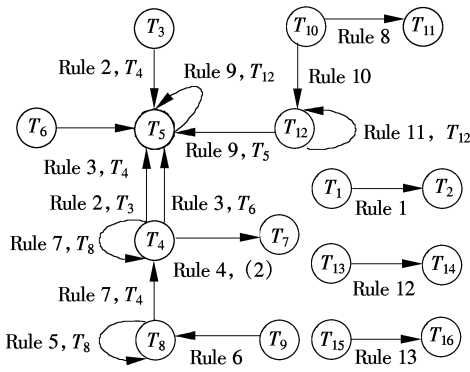 T3
T10
Rule 8
T11
Rule 2, T4
Rule 9, T12
Rule 10
T6
T5
Rule 9, T5
T12
Rule 11, T12
Rule 3, T4
Rule 2, T3
Rule 3, T6
T1
Rule 1
T2
Rule 7, T8
T4
Rule 4, (2)
T7
T13
Rule 12
T14
Rule 7, T4
Rule 5, T8
T8
Rule 6
T9
T15
Rule 13
T16